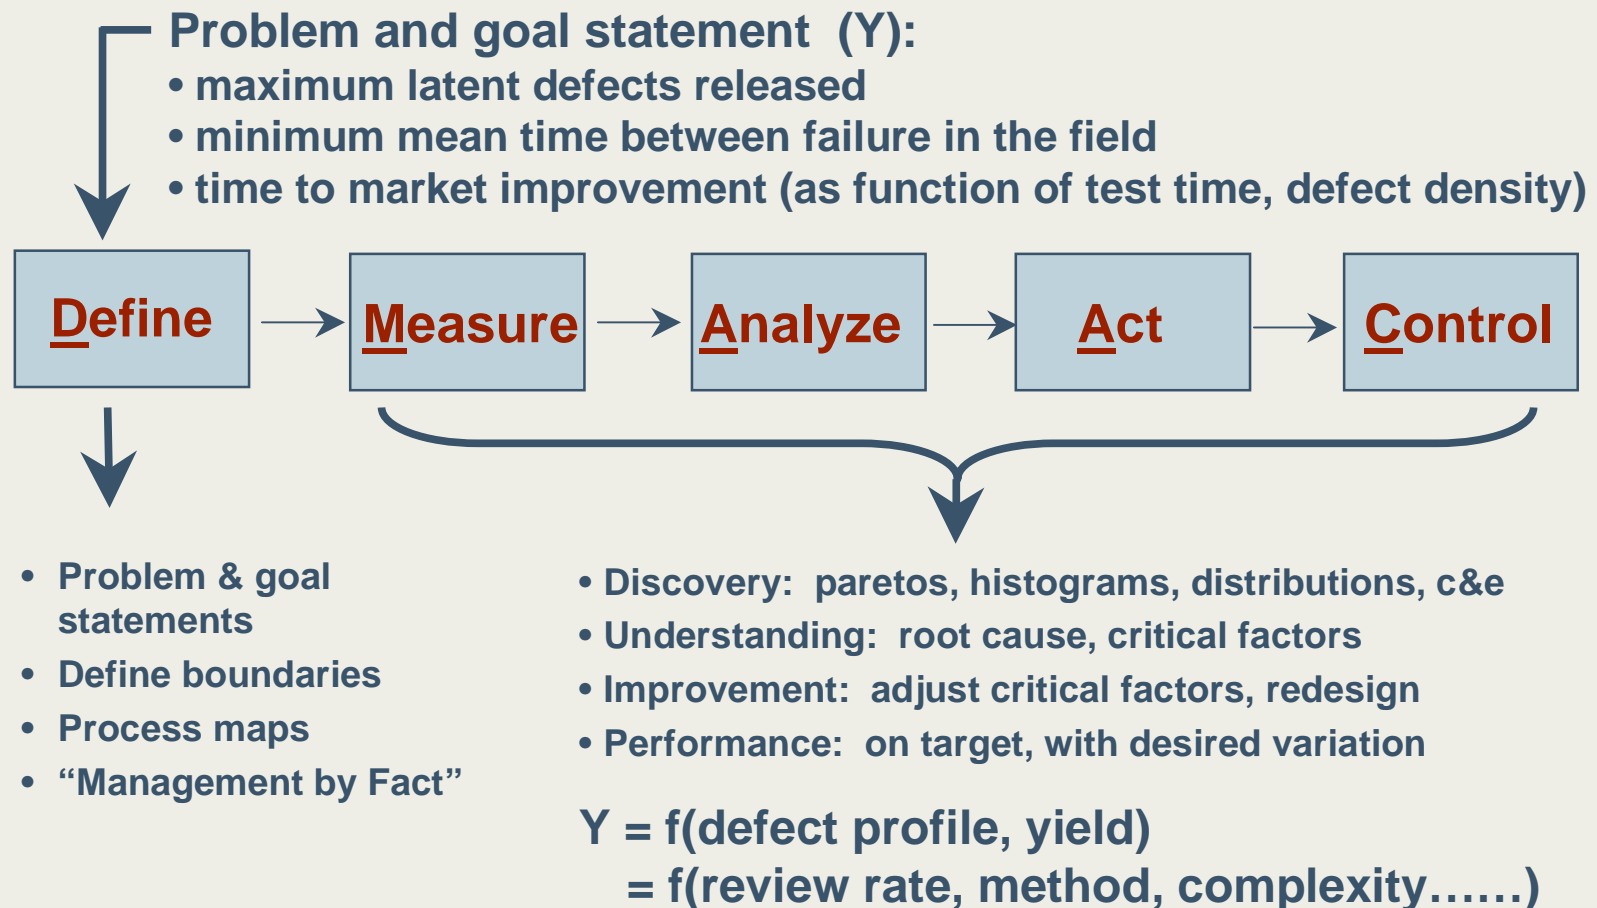 Problem and goal statement (Y):
• maximum latent defects released
• minimum mean time between failure in the field
• time to market improvement (as function of test time, defect density)
Define
Measure
Analyze
Act
Control
• Problem & goal
statements
• Define boundaries
• Process maps
• “Management by Fact”
• Discovery: paretos, histograms, distributions, c&e
• Understanding: root cause, critical factors
• Improvement: adjust critical factors, redesign
• Performance: on target, with desired variation
Y = f(defect profile, yield)
= f(review rate, method, complexity……)